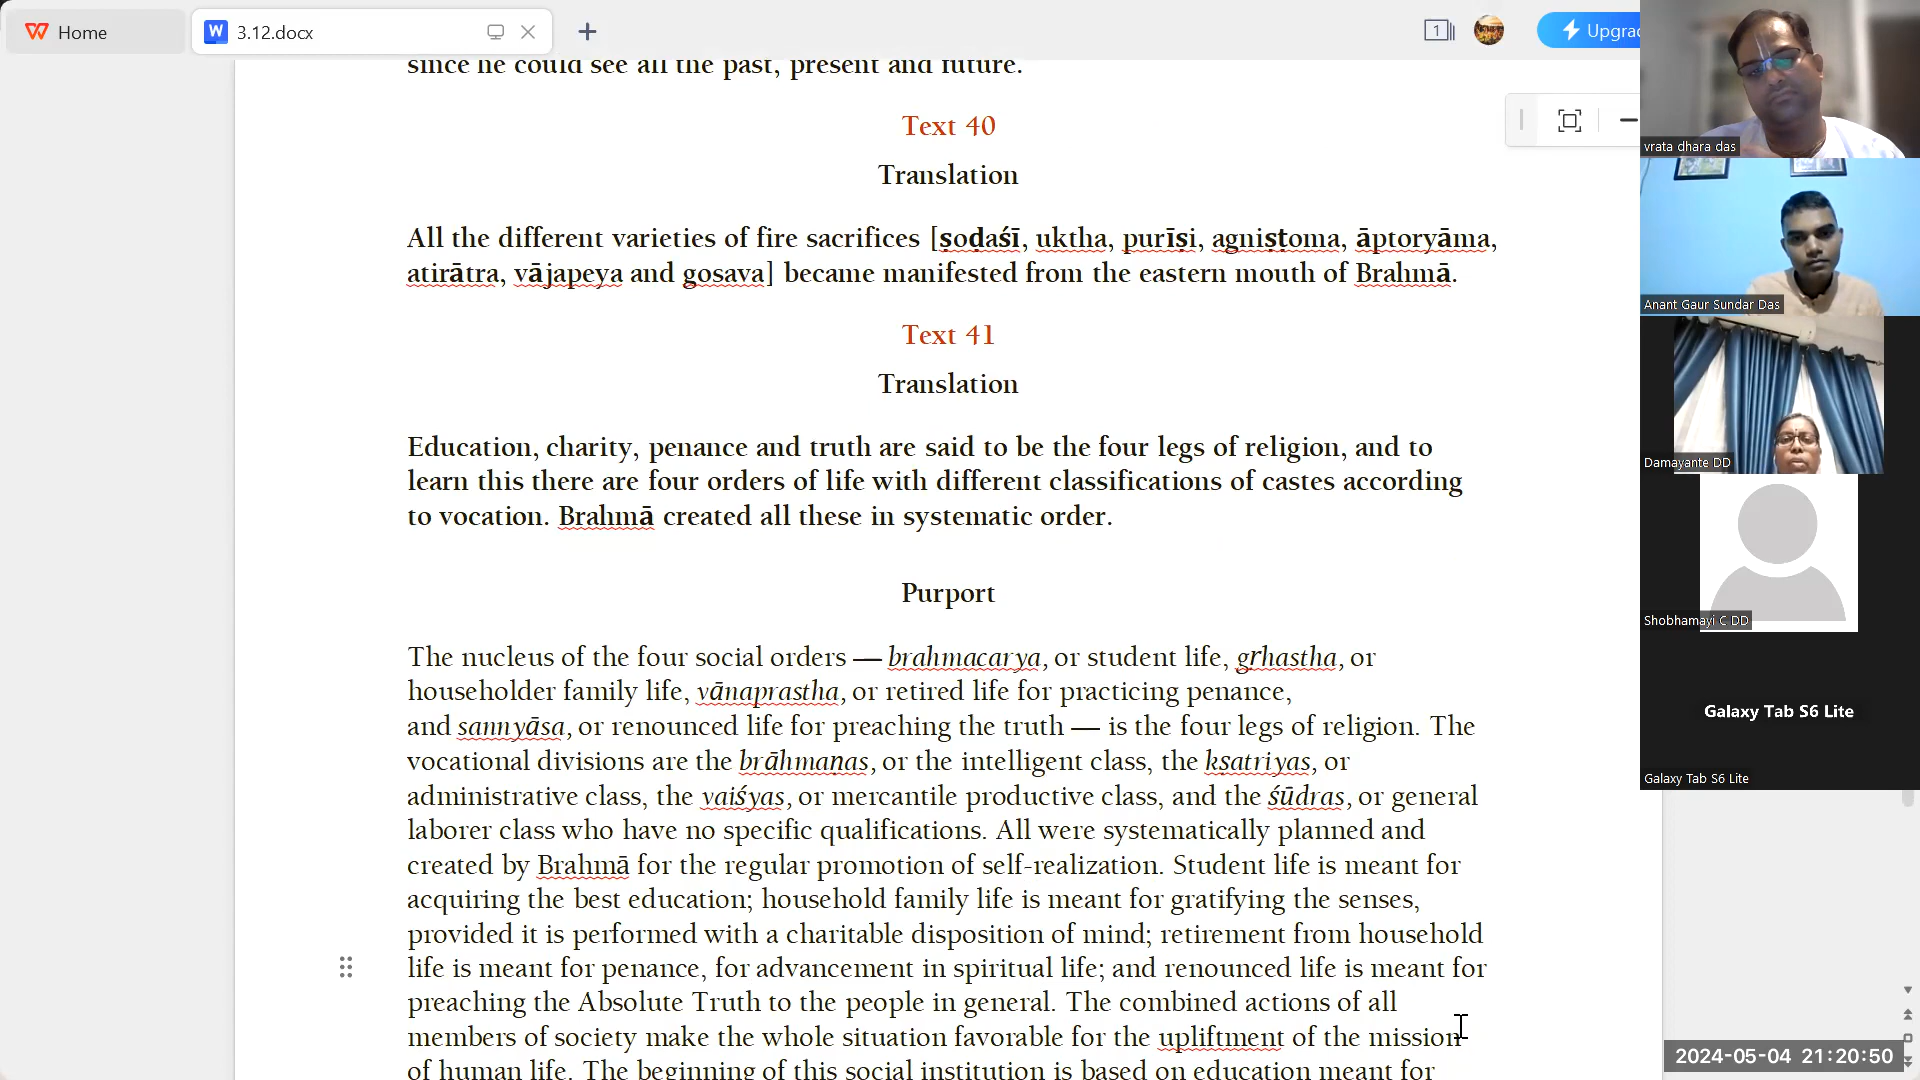 Home
3.12.docx
1
Upgrad
since he could see all the past, present and future.
Text 40
Translation
All the different varieties of fire sacrifices [ṣoḍaśī, uktha, purīṣi, agniṣṭoma, āptoryāma,
atirātra, vājapeya and gosava] became manifested from the eastern mouth of Brahmā.
Text 41
Translation
Education, charity, penance and truth are said to be the four legs of religion, and to
learn this there are four orders of life with different classifications of castes according
to vocation. Brahmā created all these in systematic order.
Purport
The nucleus of the four social orders — brahmacarya, or student life, gṛhastha, or
householder family life, vānaprastha, or retired life for practicing penance,
and sannyāsa, or renounced life for preaching the truth — is the four legs of religion. The
vocational divisions are the brāhmaṇas, or the intelligent class, the kṣatriyas, or
administrative class, the vaiśyas, or mercantile productive class, and the śūdras, or general
laborer class who have no specific qualifications. All were systematically planned and
created by Brahmā for the regular promotion of self-realization. Student life is meant for
acquiring the best education; household family life is meant for gratifying the senses,
provided it is performed with a charitable disposition of mind; retirement from household
life is meant for penance, for advancement in spiritual life; and renounced life is meant for
preaching the Absolute Truth to the people in general. The combined actions of all
members of society make the whole situation favorable for the upliftment of the mission
of human life. The beginning of this social institution is based on education meant for
vrata dhara das
Anant Gaur Sundar Das
Damayante DD
Shobhamayi C DD
Galaxy Tab S6 Lite
Galaxy Tab S6 Lite
2024-05-04 21:20:50